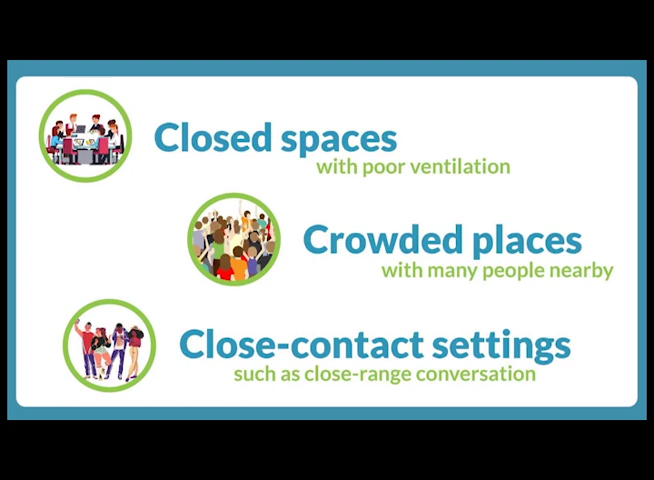 Closed spaces
with poor ventilation
Crowded places
with many people nearby
Close-contact settings
such as close-range conversation